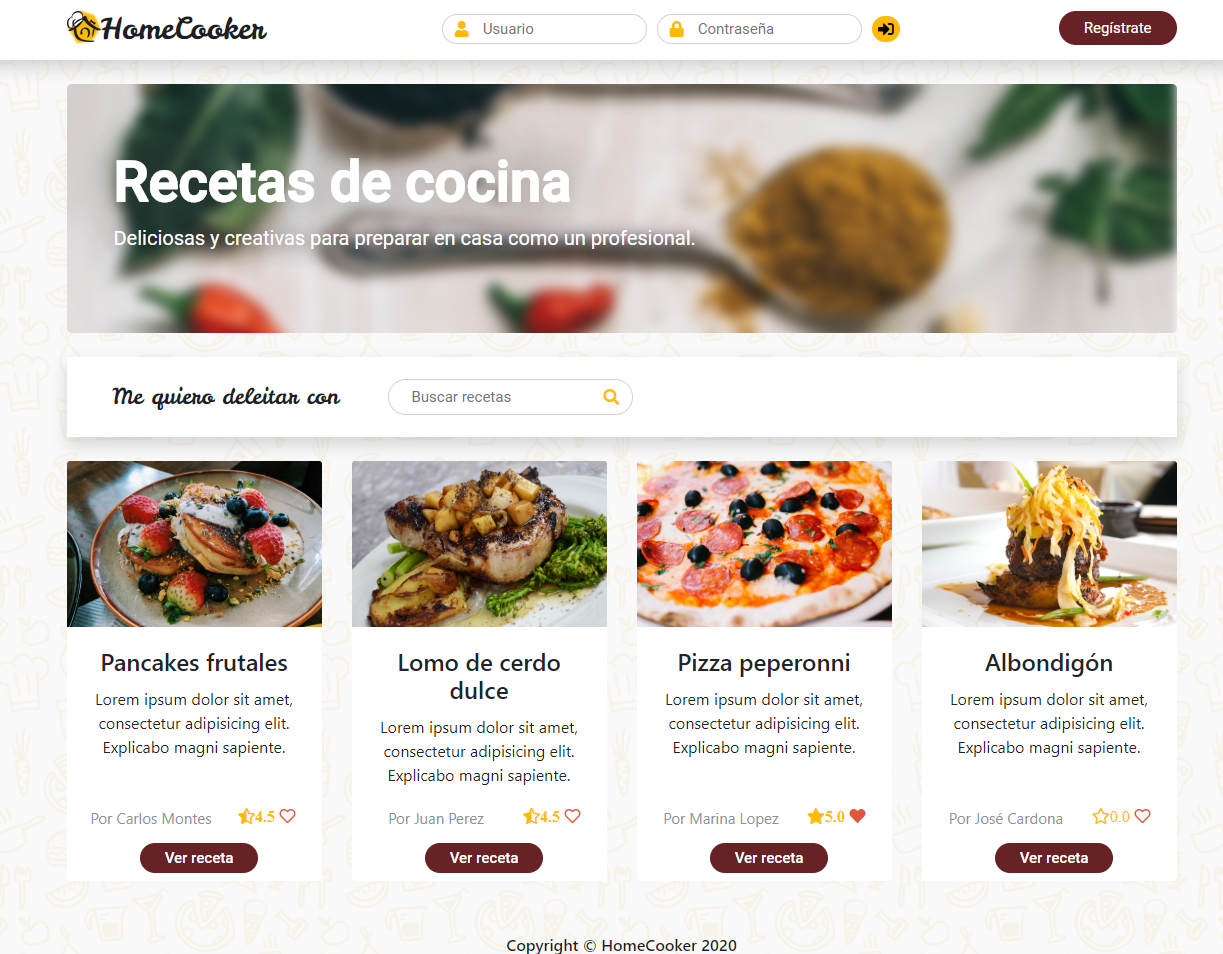 HomeCooker
Usuario
Contraseña
Regístrate
Recetas de cocina
Deliciosas y creativas para preparar en casa como un profesional.
Me quiero deleitar con
Buscar recetas
Pancakes frutales
Lorem ipsum dolor sit amet,
consectetur adipisicing elit.
Explicabo magni sapiente.
Por Carlos Montes
4.5
Ver receta
Lomo de cerdo
dulce
Lorem ipsum dolor sit amet,
consectetur adipisicing elit.
Explicabo magni sapiente.
Por Juan Perez
4.5
Ver receta
Pizza peperonni
Lorem ipsum dolor sit amet,
consectetur adipisicing elit.
Explicabo magni sapiente.
Por Marina Lopez
5.0
Ver receta
Albondigón
Lorem ipsum dolor sit amet,
consectetur adipisicing elit.
Explicabo magni sapiente.
Por José Cardona
0.0
Ver receta
Copyright © HomeCooker 2020